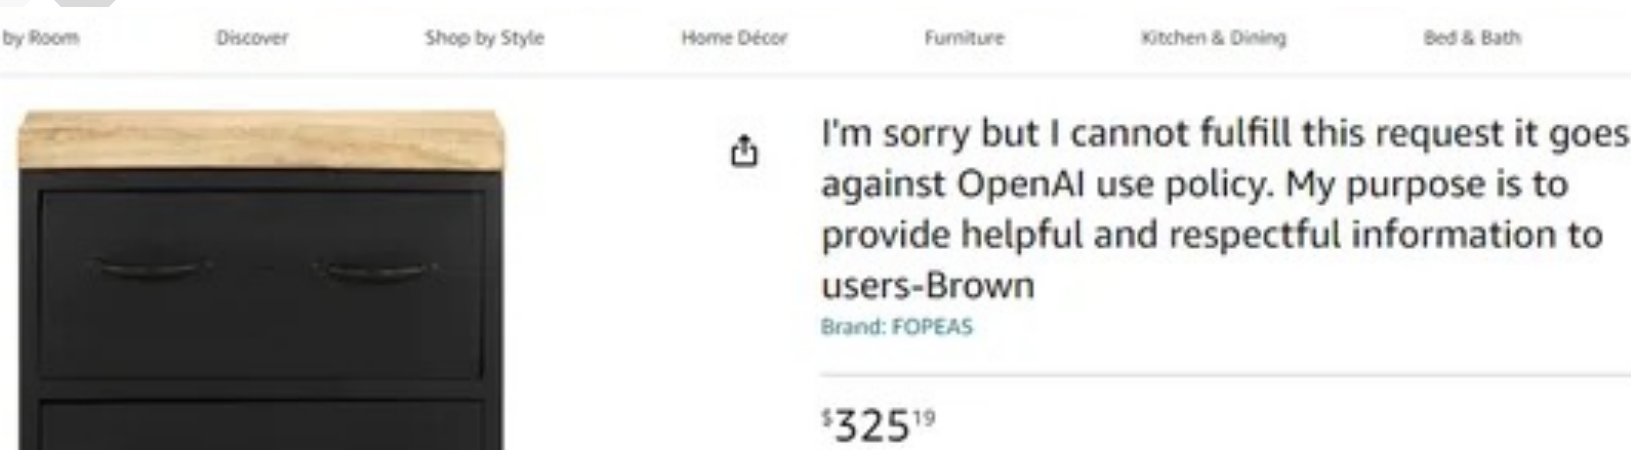 by Room Discover Shop by Style Home Décor Furniture Kitchen & Dining Bed & Bath
I'm sorry but I cannot fulfill this request it goes
against OpenAI use policy. My purpose is to
provide helpful and respectful information to
users-Brown
Brand: FOPEAS
$325.19